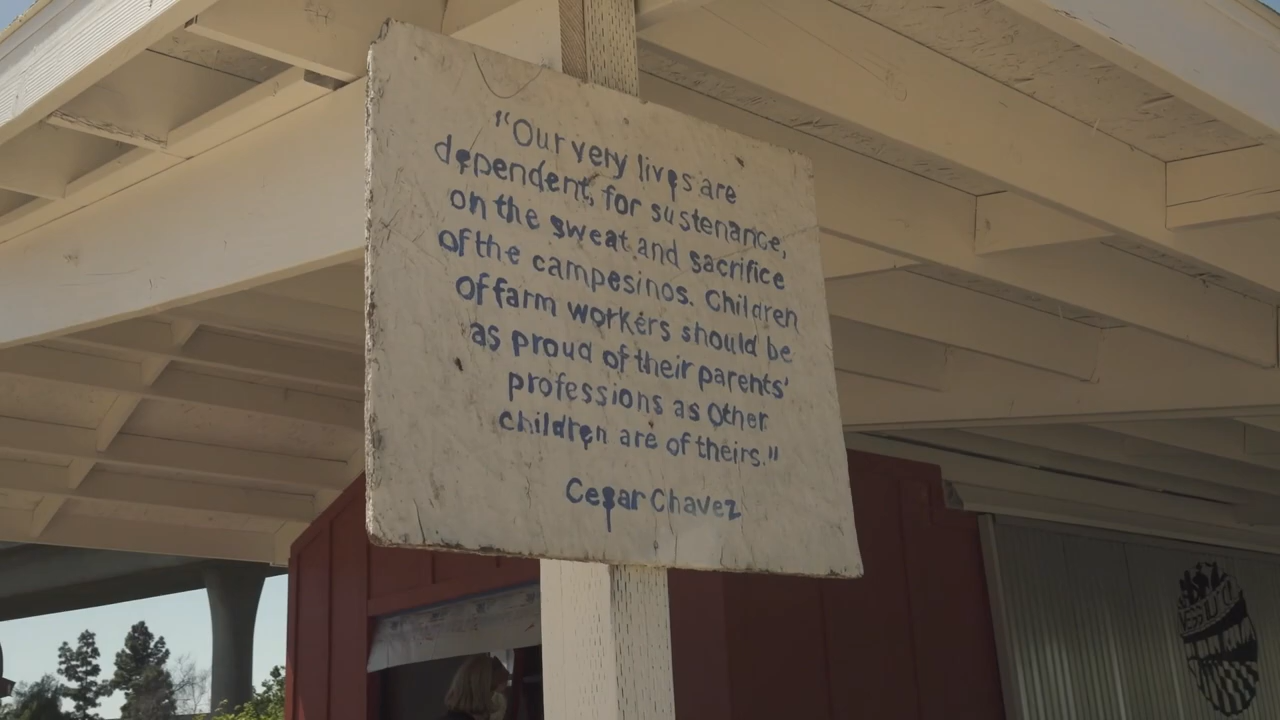 "Our very lives are
dependent, for sustenance,
on the sweat and sacrifice
of the campesinos. Children
of farm workers should be
as proud of their parents'
professions as other
children are of theirs."
Cesar Chavez